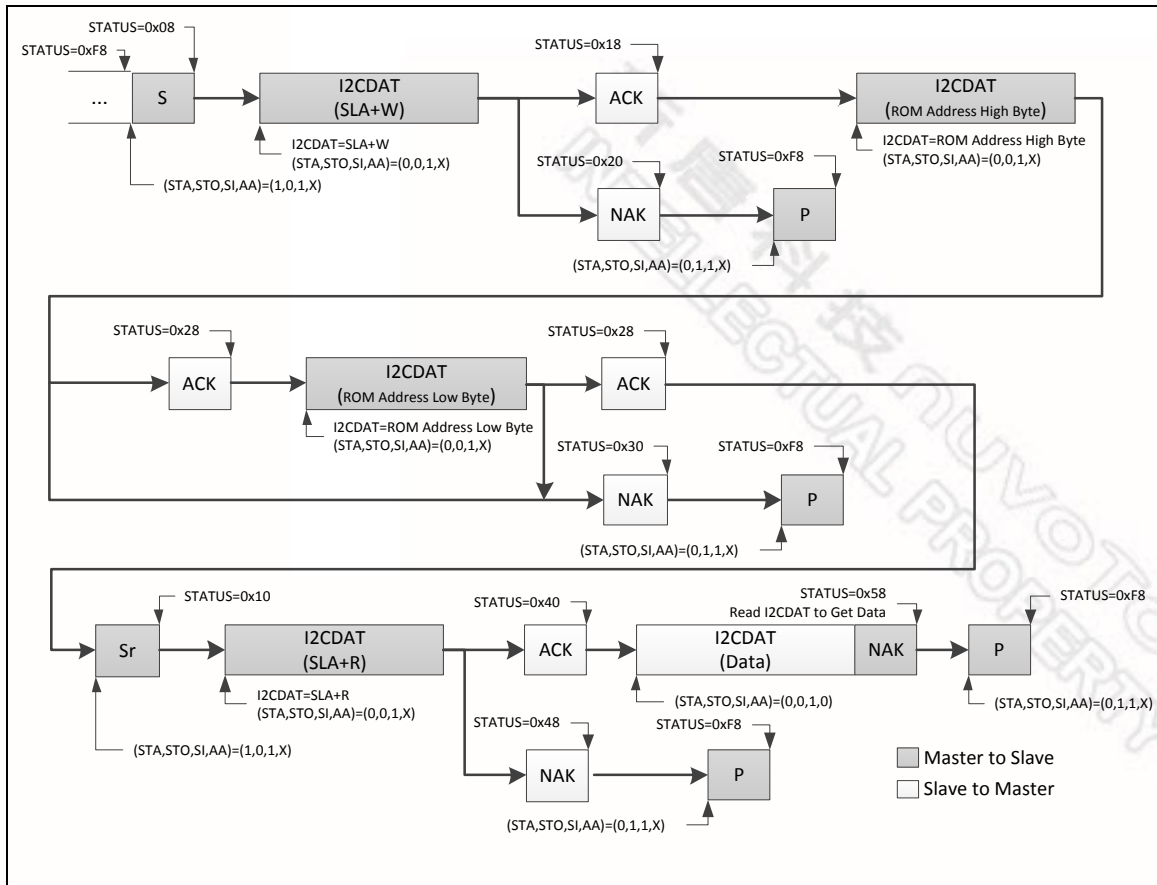 STATUS=0x08
STATUS=0xF8
STATUS=0x18
...
S
I2CDAT
(SLA+W)
ACK
I2CDAT
(ROM Address High Byte)
I2CDAT=SLA+W
(STA,STO,SI,AA)=(0,0,1,X)
I2CDAT=ROM Address High Byte
(STA,STO,SI,AA)=(0,0,1,X)
(STA,STO,SI,AA)=(1,0,1,X)
STATUS=0x20
STATUS=0xF8
NAK
P
(STA,STO,SI,AA)=(0,1,1,X)
STATUS=0x28
STATUS=0x28
ACK
I2CDAT
(ROM Address Low Byte)
ACK
I2CDAT=ROM Address Low Byte
(STA,STO,SI,AA)=(0,0,1,X)
STATUS=0x30
STATUS=0xF8
NAK
P
(STA,STO,SI,AA)=(0,1,1,X)
STATUS=0x10
STATUS=0x40
STATUS=0x58
Read I2CDAT to Get Data
STATUS=0xF8
Sr
I2CDAT
(SLA+R)
ACK
I2CDAT
(Data)
NAK
P
I2CDAT=SLA+R
(STA,STO,SI,AA)=(0,0,1,X)
(STA,STO,SI,AA)=(0,0,1,0)
(STA,STO,SI,AA)=(0,1,1,X)
(STA,STO,SI,AA)=(1,0,1,X)
STATUS=0x48
STATUS=0xF8
NAK
P
(STA,STO,SI,AA)=(0,1,1,X)
Master to Slave
Slave to Master
新唐科技 nuvoTo
INTELLECTUAL PROPERTY